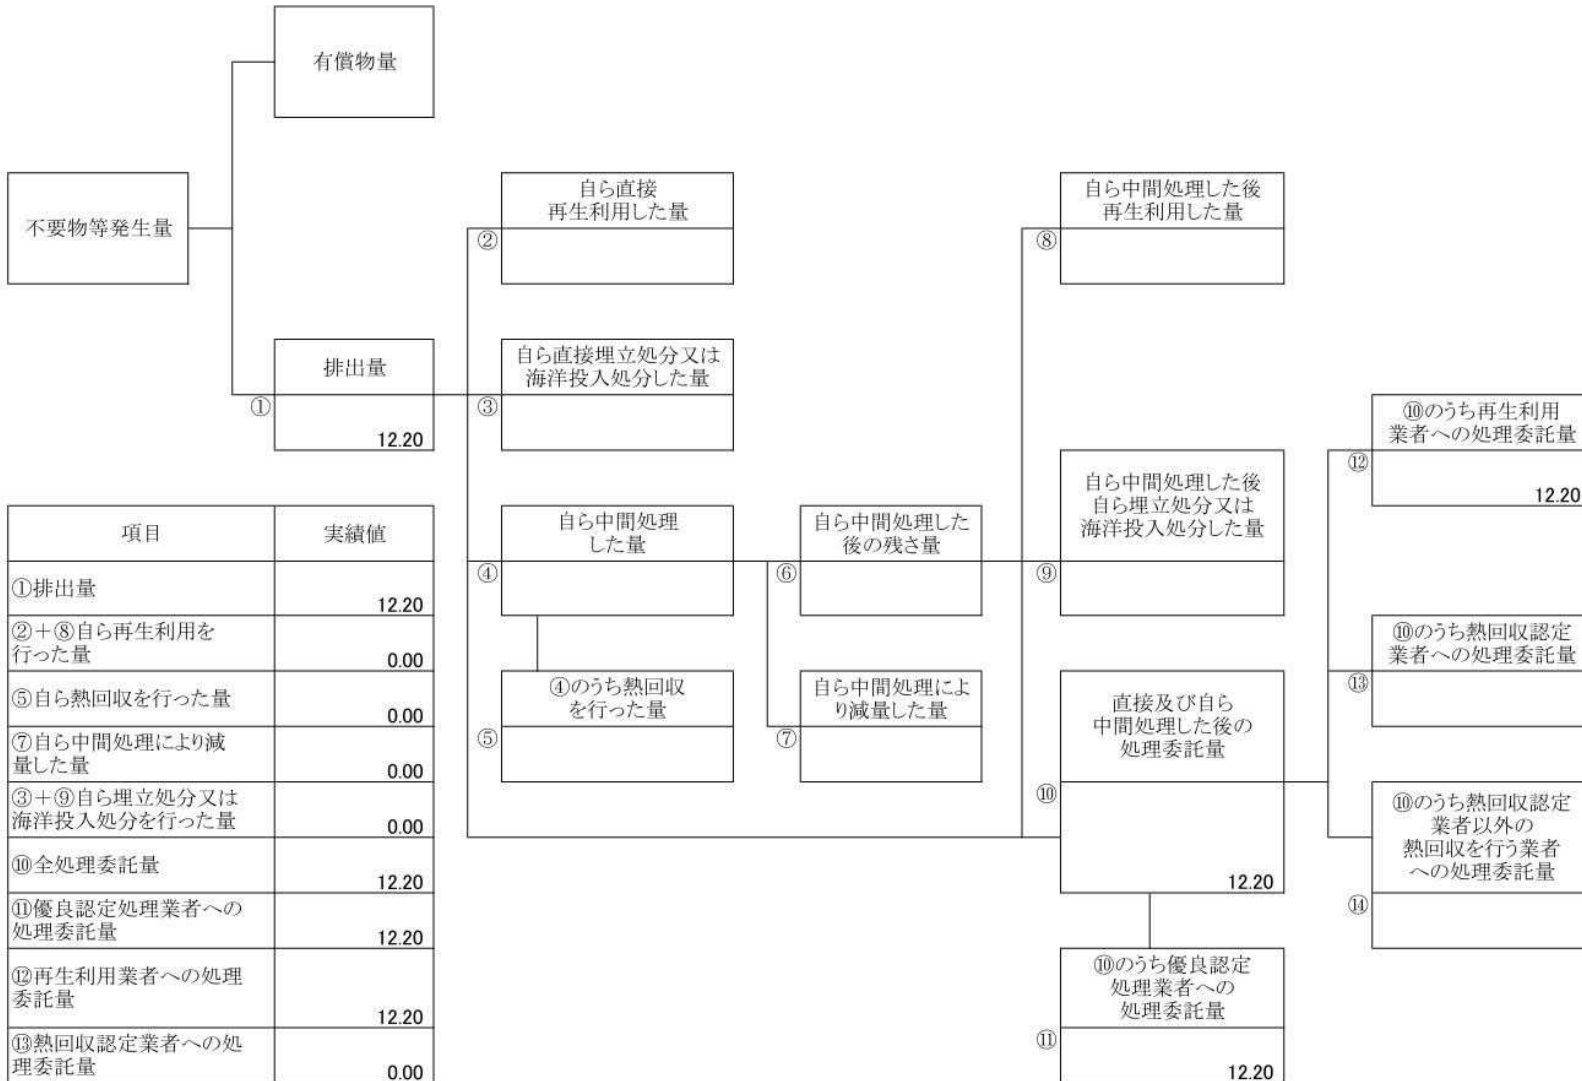 有償物量
不要物等発生量
自ら直接
再生利用した量
②
自ら中間処理した後
再生利用した量
⑧
排出量
①
12.20
自ら直接埋立処分又は
海洋投入処分した量
③
⑩のうち再生利用
業者への処理委託量
⑫
12.20
自ら中間処理した後
自ら埋立処分又は
海洋投入処分した量
⑨
自ら中間処理
した量
④
自ら中間処理した
後の残さ量
⑥
⑩のうち熱回収認定
業者への処理委託量
⑬
④のうち熱回収
を行った量
⑤
自ら中間処理によ
り減量した量
⑦
直接及び自ら
中間処理した後の
処理委託量
⑩
12.20
⑩のうち熱回収認定
業者以外の
熱回収を行う業者
への処理委託量
⑭
⑩のうち優良認定
処理業者への
処理委託量
⑪
12.20
項目 実績値
①排出量
12.20
②＋⑧自ら再生利用を
行った量
0.00
⑤自ら熱回収を行った量
0.00
⑦自ら中間処理により減
量した量
0.00
③＋⑨自ら埋立処分又は
海洋投入処分を行った量
0.00
⑩全処理委託量
12.20
⑪優良認定処理業者への
処理委託量
12.20
⑫再生利用業者への処理
委託量
12.20
⑬熱回収認定業者への処
理委託量
0.00